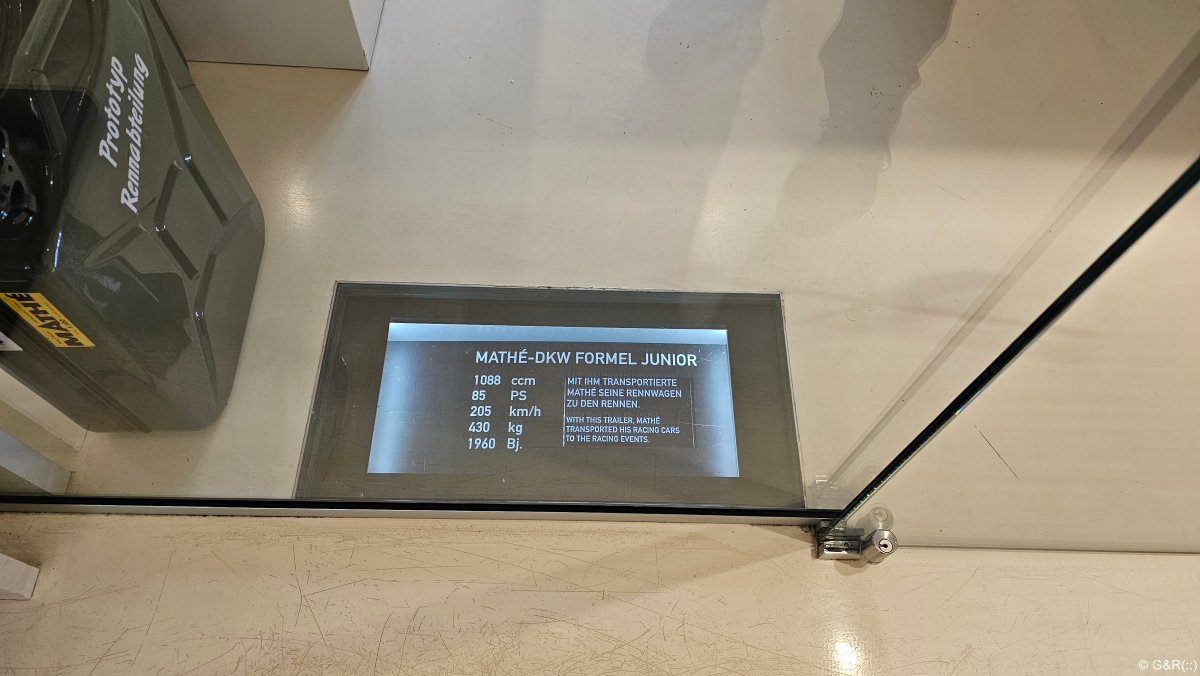 Prototyp
Rennabteilung
MATHÉ
MATHÉ-DKW FORMEL JUNIOR
1088 ccm
85 PS
205 km/h
430 kg
1960 Bj.
MIT IHM TRANSPORTIERTE
MATHÉ SEINE RENNWAGEN
ZU DEN RENNEN.
WITH THIS TRAILER, MATHÉ
TRANSPORTED HIS RACING CARS
TO THE RACING EVENTS.
© G&R(::)